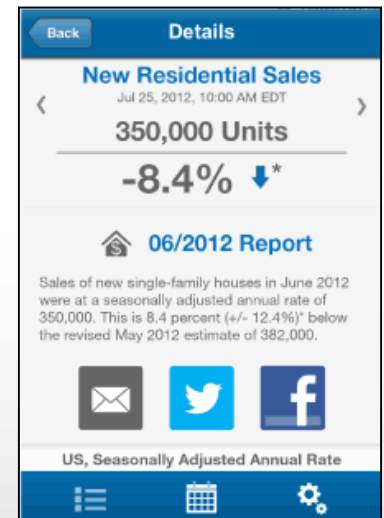 Back
Details
New Residential Sales
Jul 25, 2012, 10:00 AM EDT
350,000 Units
-8.4% *
06/2012 Report
Sales of new single-family houses in June 2012
were at a seasonally adjusted annual rate of
350,000. This is 8.4 percent (+/- 12.4%)* below
the revised May 2012 estimate of 382,000.
US, Seasonally Adjusted Annual Rate